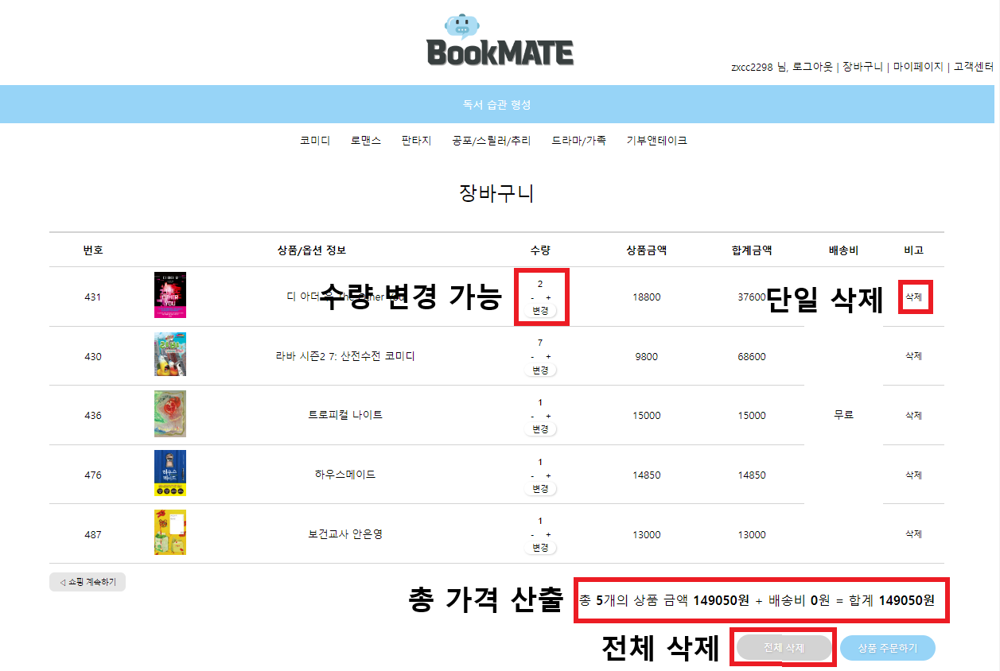 BookMATE
zxcc2298 님, 로그아웃 | 장바구니 | 마이페이지 | 고객센터
독서 습관 형성
코미디 로맨스 판타지 공포/스릴러/추리 드라마/가족 기부앤테이크
장바구니
번호 상품/옵션 정보 수량 상품금액 합계금액 배송비 비고
431 디 아더 유 The Other You 2 - + 변경 18800 37600 삭제
수량 변경 가능 단일 삭제
430 라바 시즌2 7: 산전수전 코미디 7 - + 변경 9800 68600 삭제
436 트로피컬 나이트 1 - + 변경 15000 15000 무료 삭제
476 하우스메이드 1 - + 변경 14850 14850 삭제
487 보건교사 안은영 1 - + 변경 13000 13000 삭제
◁ 쇼핑 계속하기
총 가격 산출 총 5개의 상품 금액 149050원 + 배송비 0원 = 합계 149050원
전체 삭제 전체 삭제 상품 주문하기